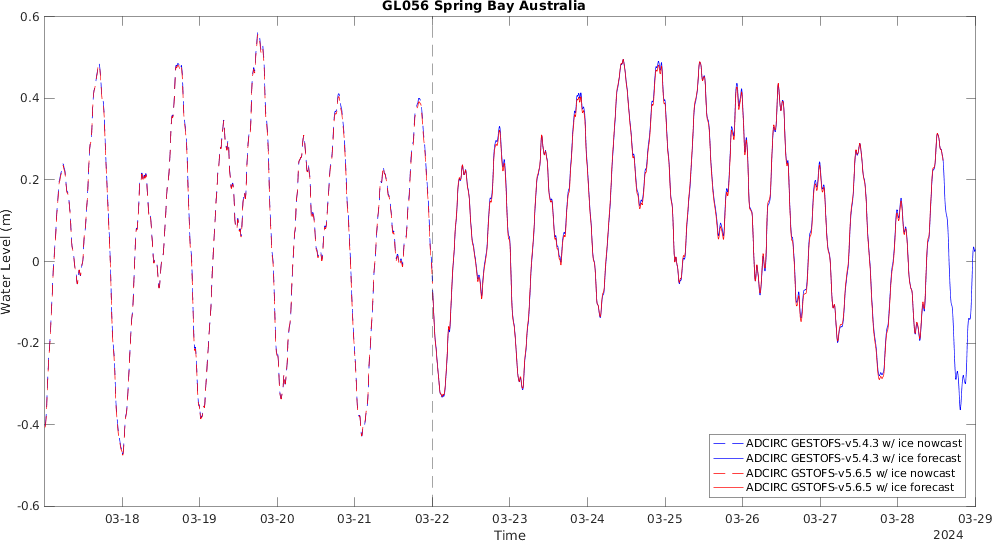 GL056 Spring Bay Australia
Water Level (m)
0.6
0.4
0.2
0
-0.2
-0.4
-0.6
03-18 03-19 03-20 03-21 03-22 03-23 03-24 03-25 03-26 03-27 03-28 03-29
Time
2024
ADCIRC GESTOFS-v5.4.3 w/ ice nowcast
ADCIRC GESTOFS-v5.4.3 w/ ice forecast
ADCIRC GSTOFS-v5.6.5 w/ ice nowcast
ADCIRC GSTOFS-v5.6.5 w/ ice forecast